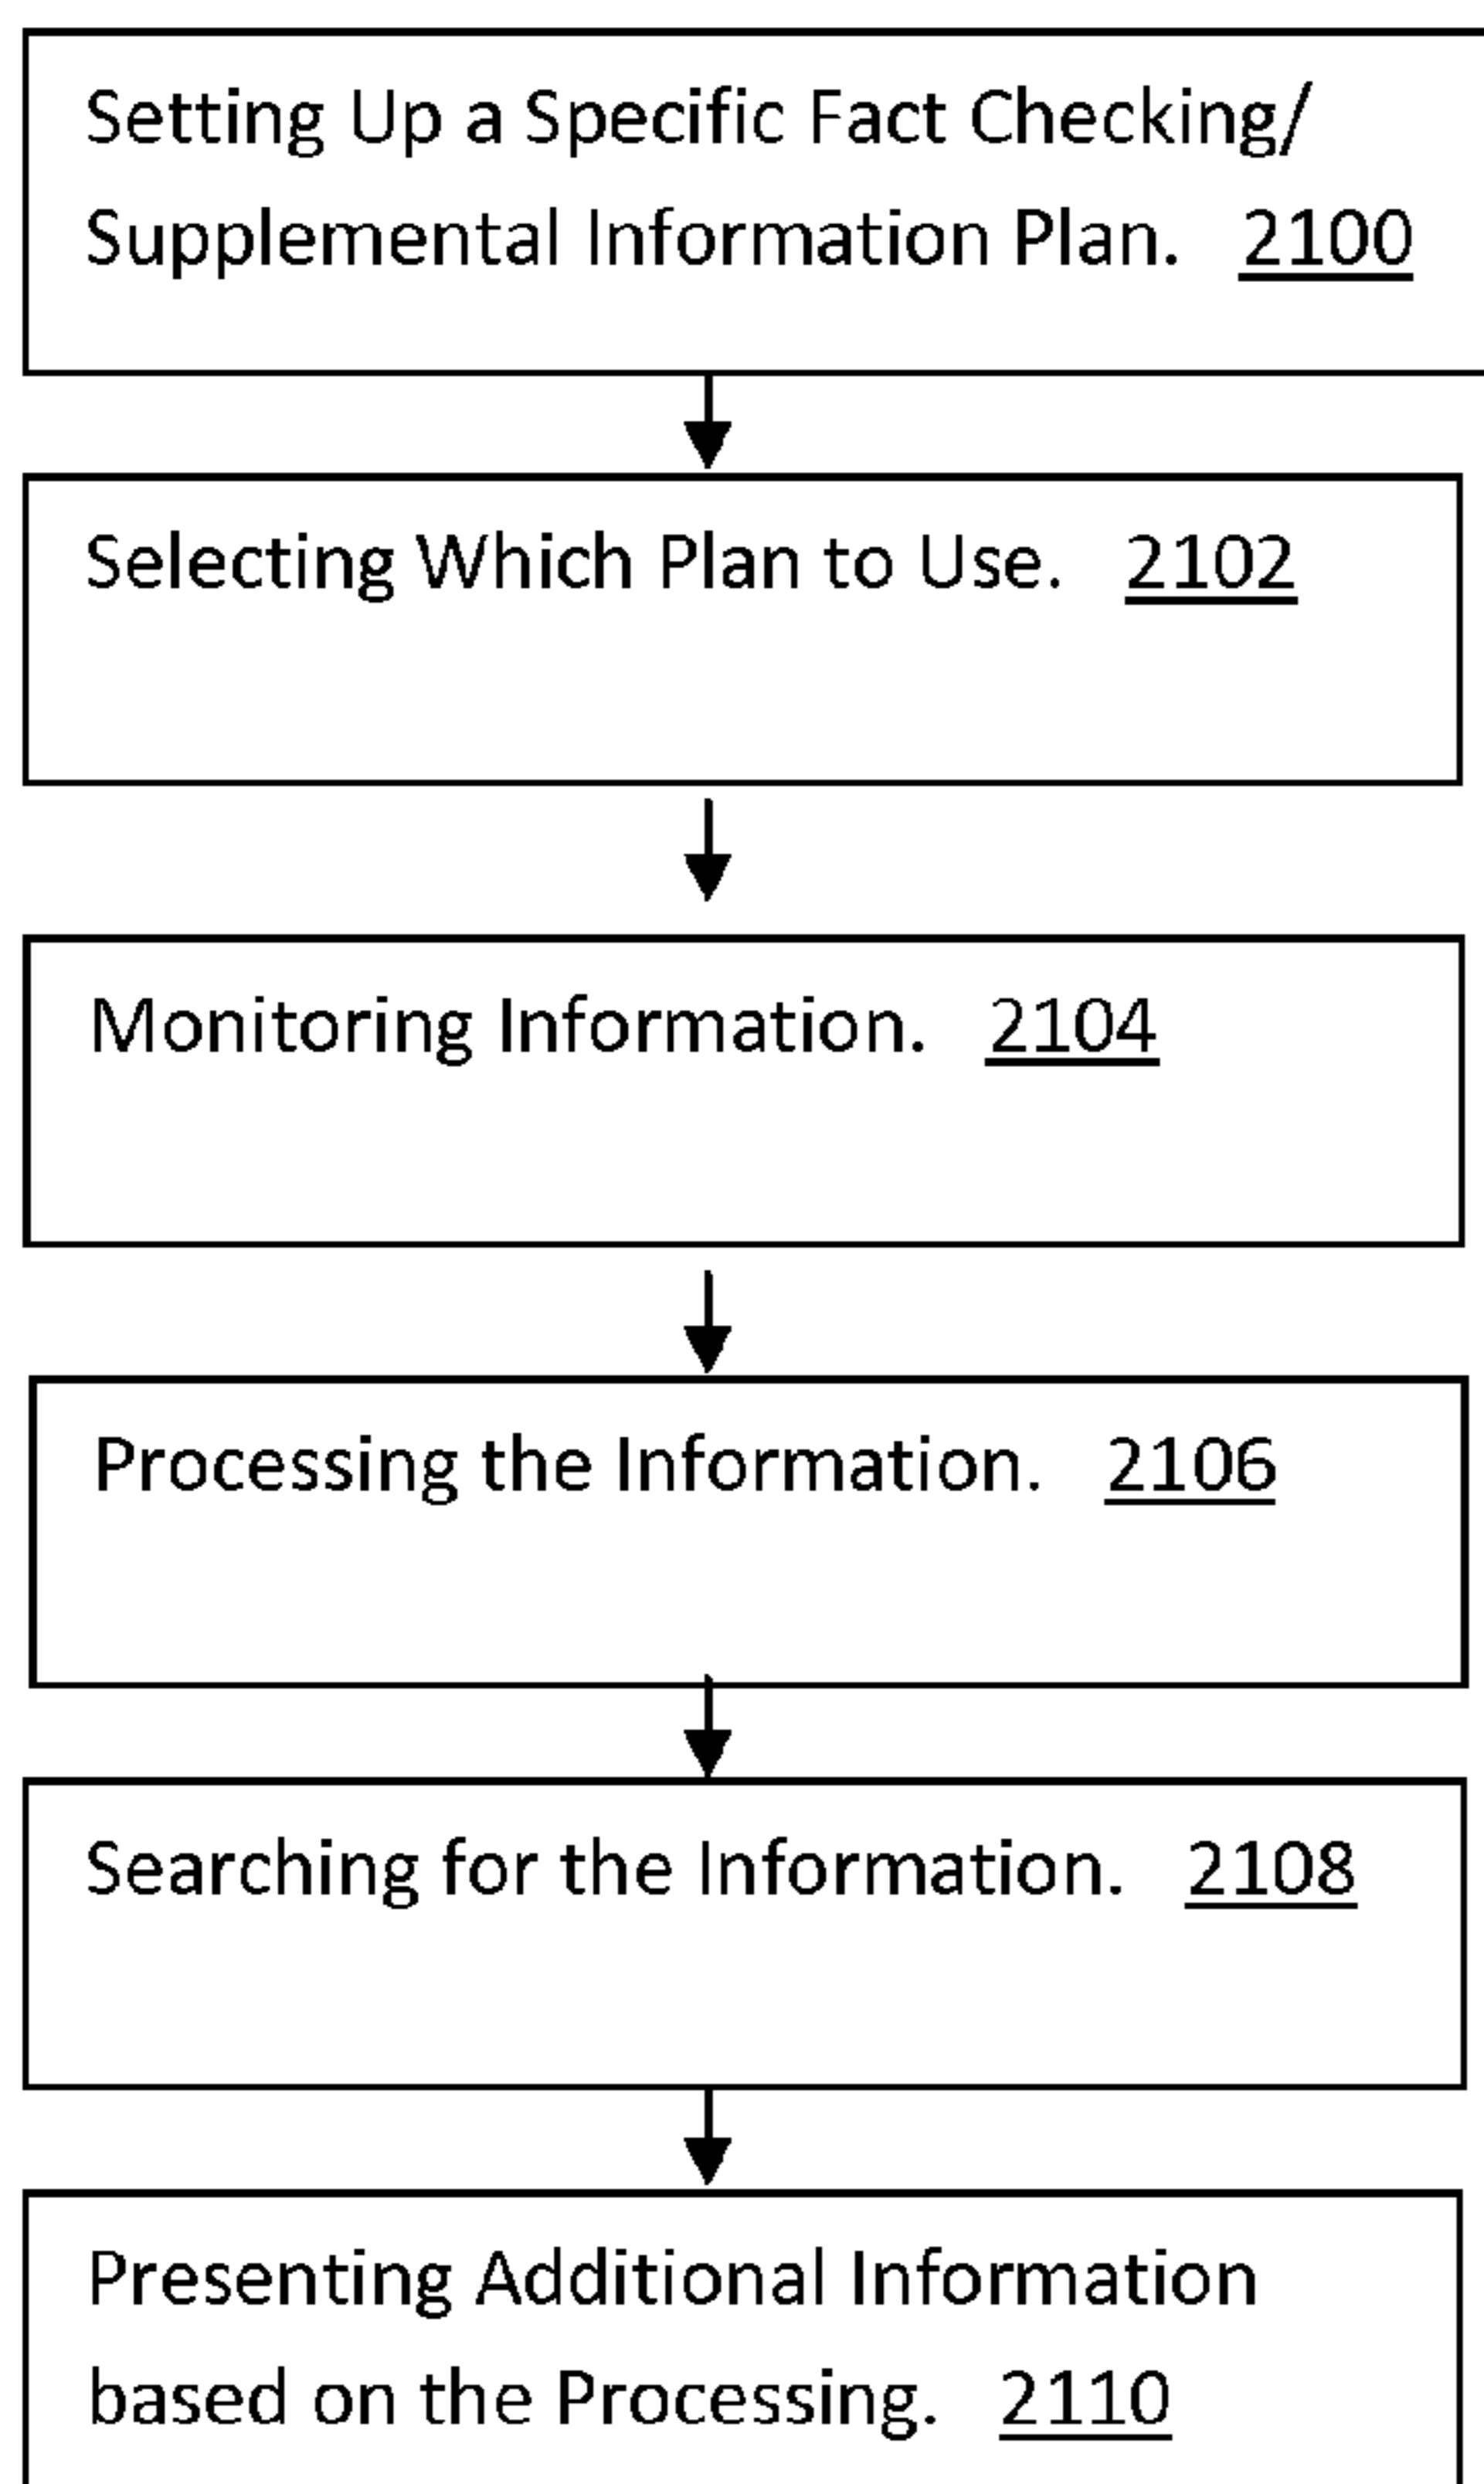 Setting Up a Specific Fact Checking/
Supplemental Information Plan. 2100
Selecting Which Plan to Use. 2102
Monitoring Information. 2104
Processing the Information. 2106
Searching for the Information. 2108
Presenting Additional Information
based on the Processing. 2110